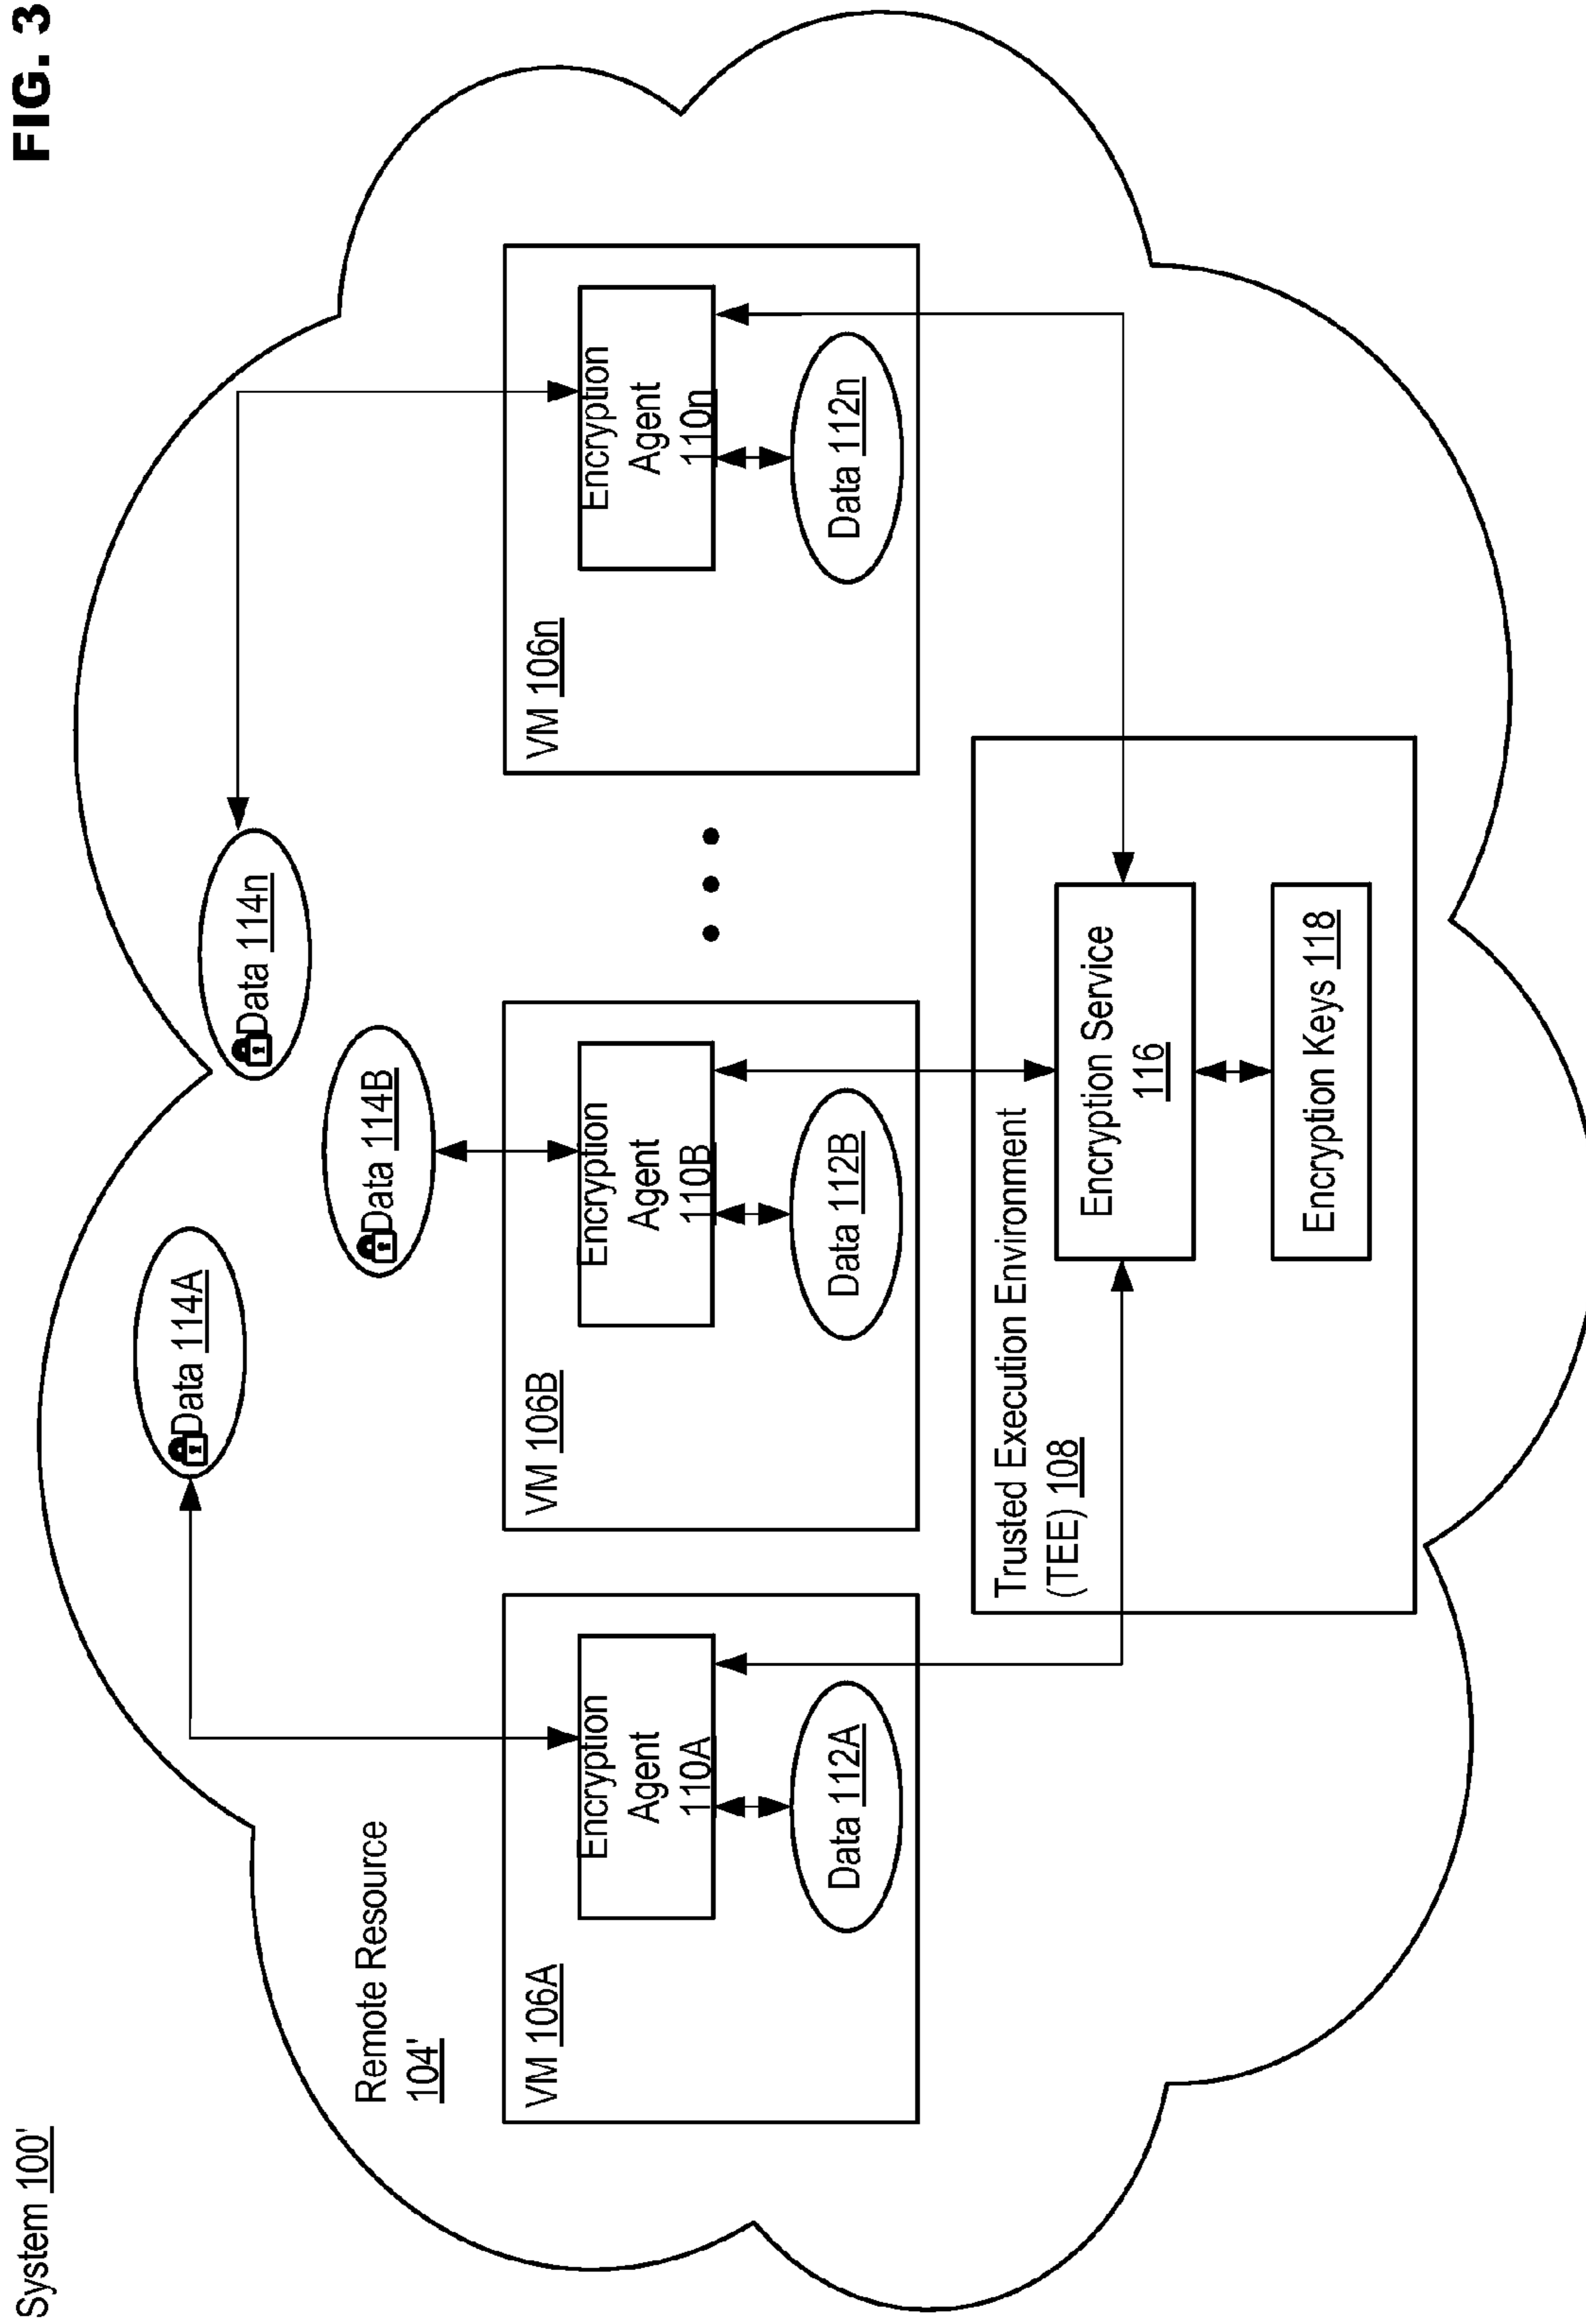 FIG. 3
System 100'
Remote Resource
104'
Data 114A
Data 114B
Data 114n
VM 106A
Encryption
Agent
110A
Data 112A
VM 106B
Encryption
Agent
110B
Data 112B
VM 106n
Encryption
Agent
110n
Data 112n
Trusted Execution Environment
(TEE) 108
Encryption Service
116
Encryption Keys 118